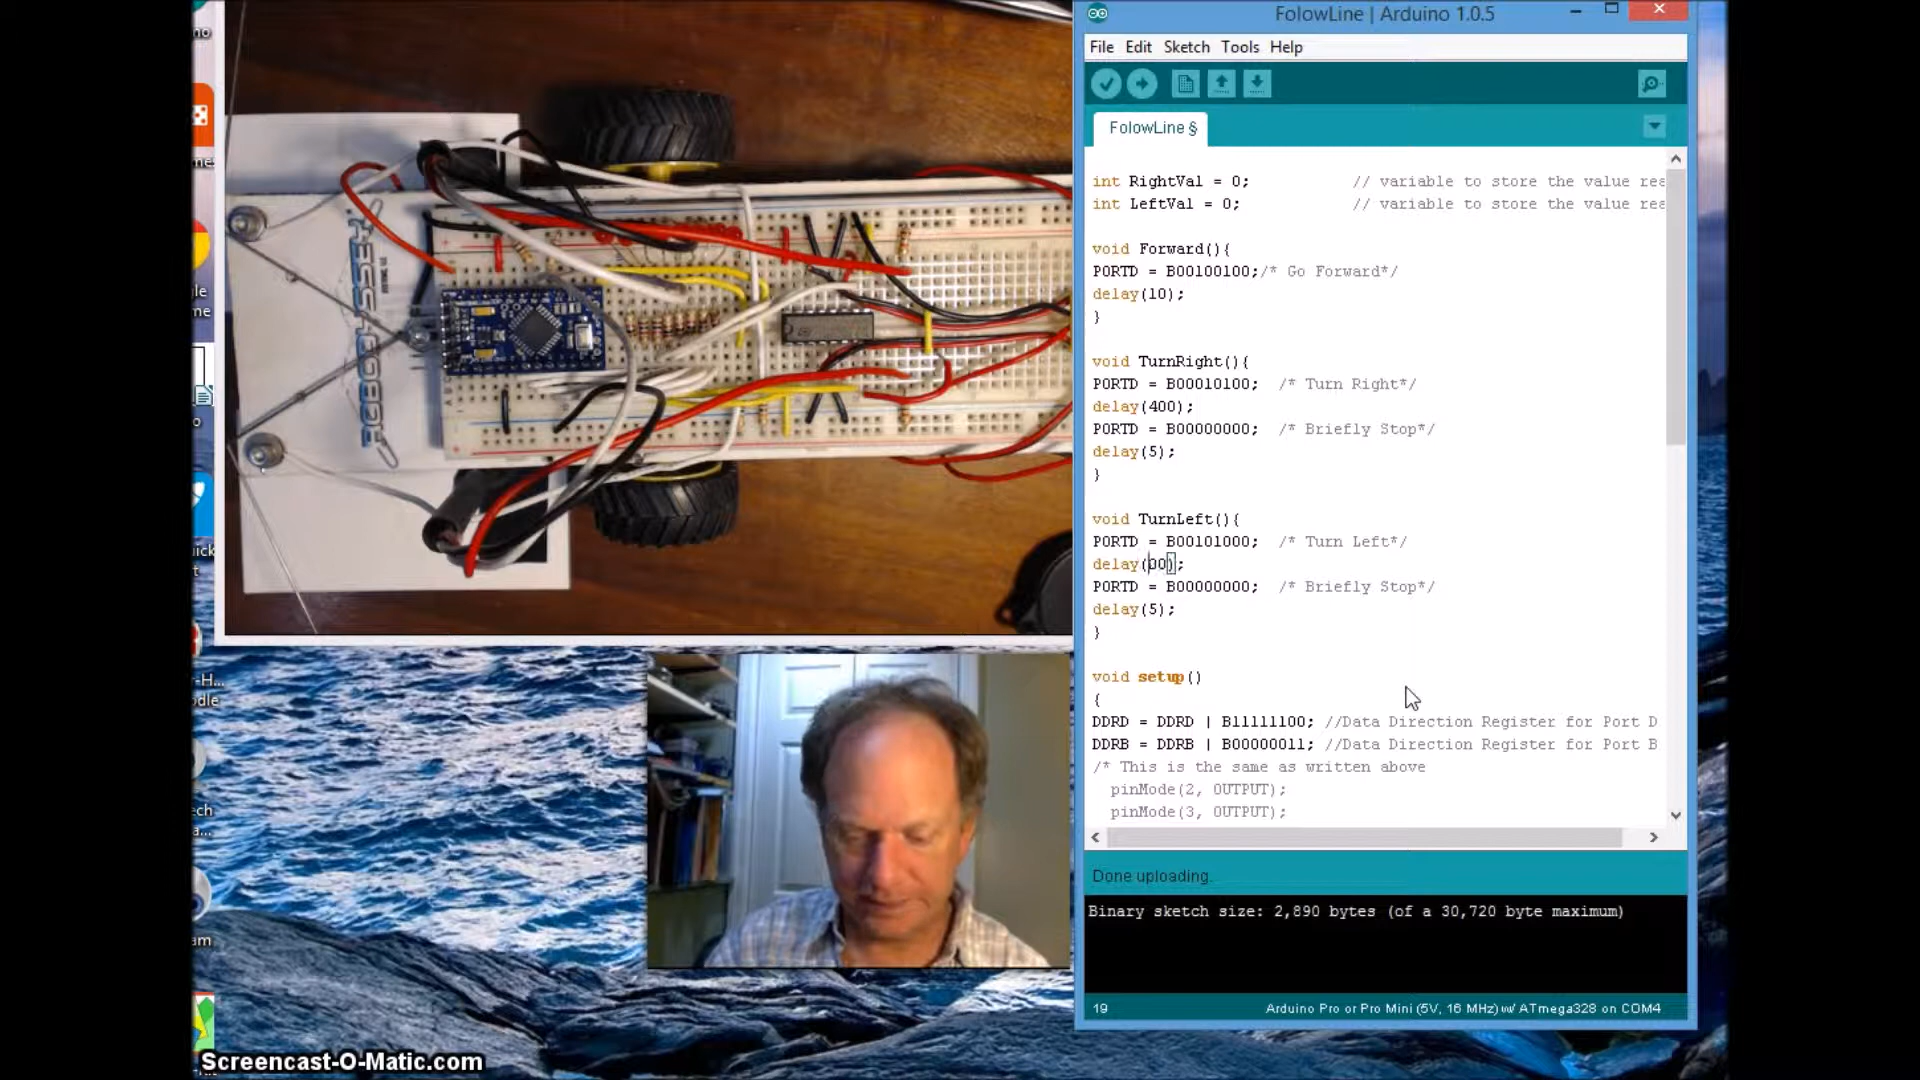 FolowLine | Arduino 1.0.5
File Edit Sketch Tools Help
FolowLine §
int RightVal = 0; // variable to store the value rea
int LeftVal = 0; // variable to store the value rea
void Forward(){
PORTD = B00100100;/* Go Forward*/
delay(10);
}
void TurnRight(){
PORTD = B00010100; /* Turn Right*/
delay(400);
PORTD = B00000000; /* Briefly Stop*/
delay(5);
}
void TurnLeft(){
PORTD = B00101000; /* Turn Left*/
delay(00);
PORTD = B00000000; /* Briefly Stop*/
delay(5);
}
void setup()
{
DDRD = DDRD | B11111100; //Data Direction Register for Port D
DDRB = DDRB | B00000011; //Data Direction Register for Port B
/* This is the same as written above
pinMode(2, OUTPUT);
pinMode(3, OUTPUT);
Done uploading.
Binary sketch size: 2,890 bytes (of a 30,720 byte maximum)
19 Arduino Pro or Pro Mini (5V, 16 MHz) w/ ATmega328 on COM4
Screencast-O-Matic.com